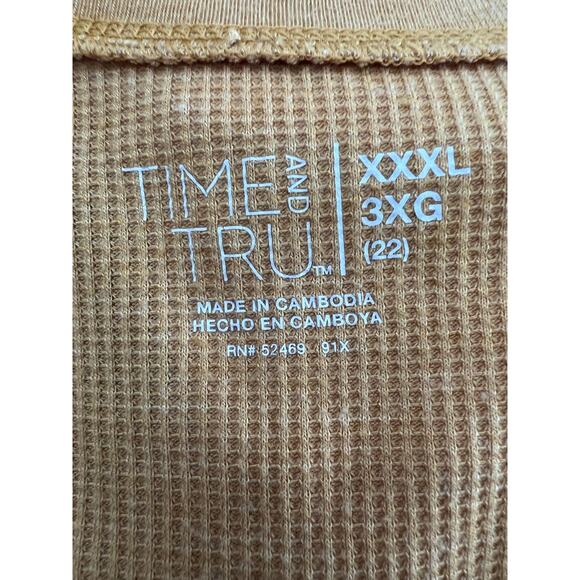 TIME AND TRU™
XXXL
3XG
(22)
MADE IN CAMBODIA
HECHO EN CAMBOYA
RN# 52469 91X